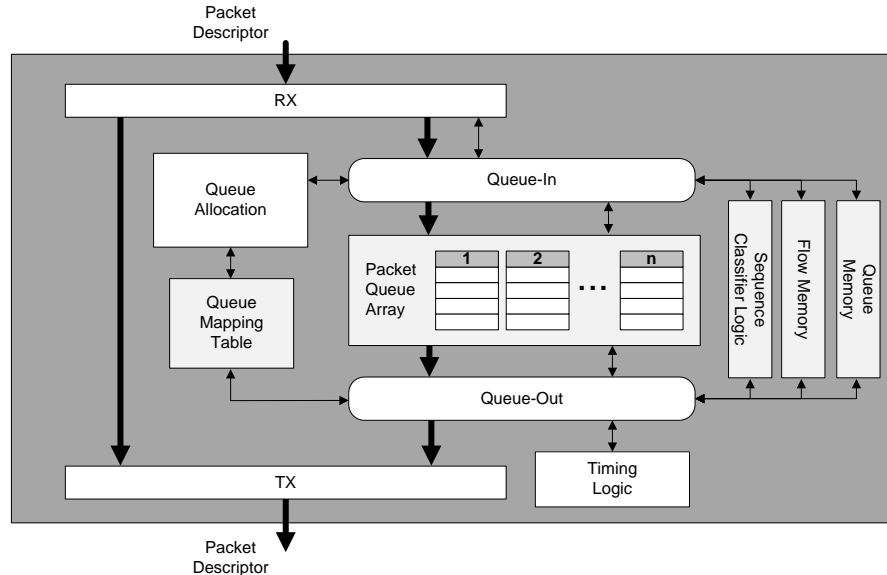 Packet
Descriptor
RX
Queue
Allocation
Queue-In
Packet
Queue
Array
1
2
...
n
Queue
Mapping
Table
Sequence
Classifier Logic
Flow Memory
Queue
Memory
Queue-Out
Timing
Logic
TX
Packet
Descriptor